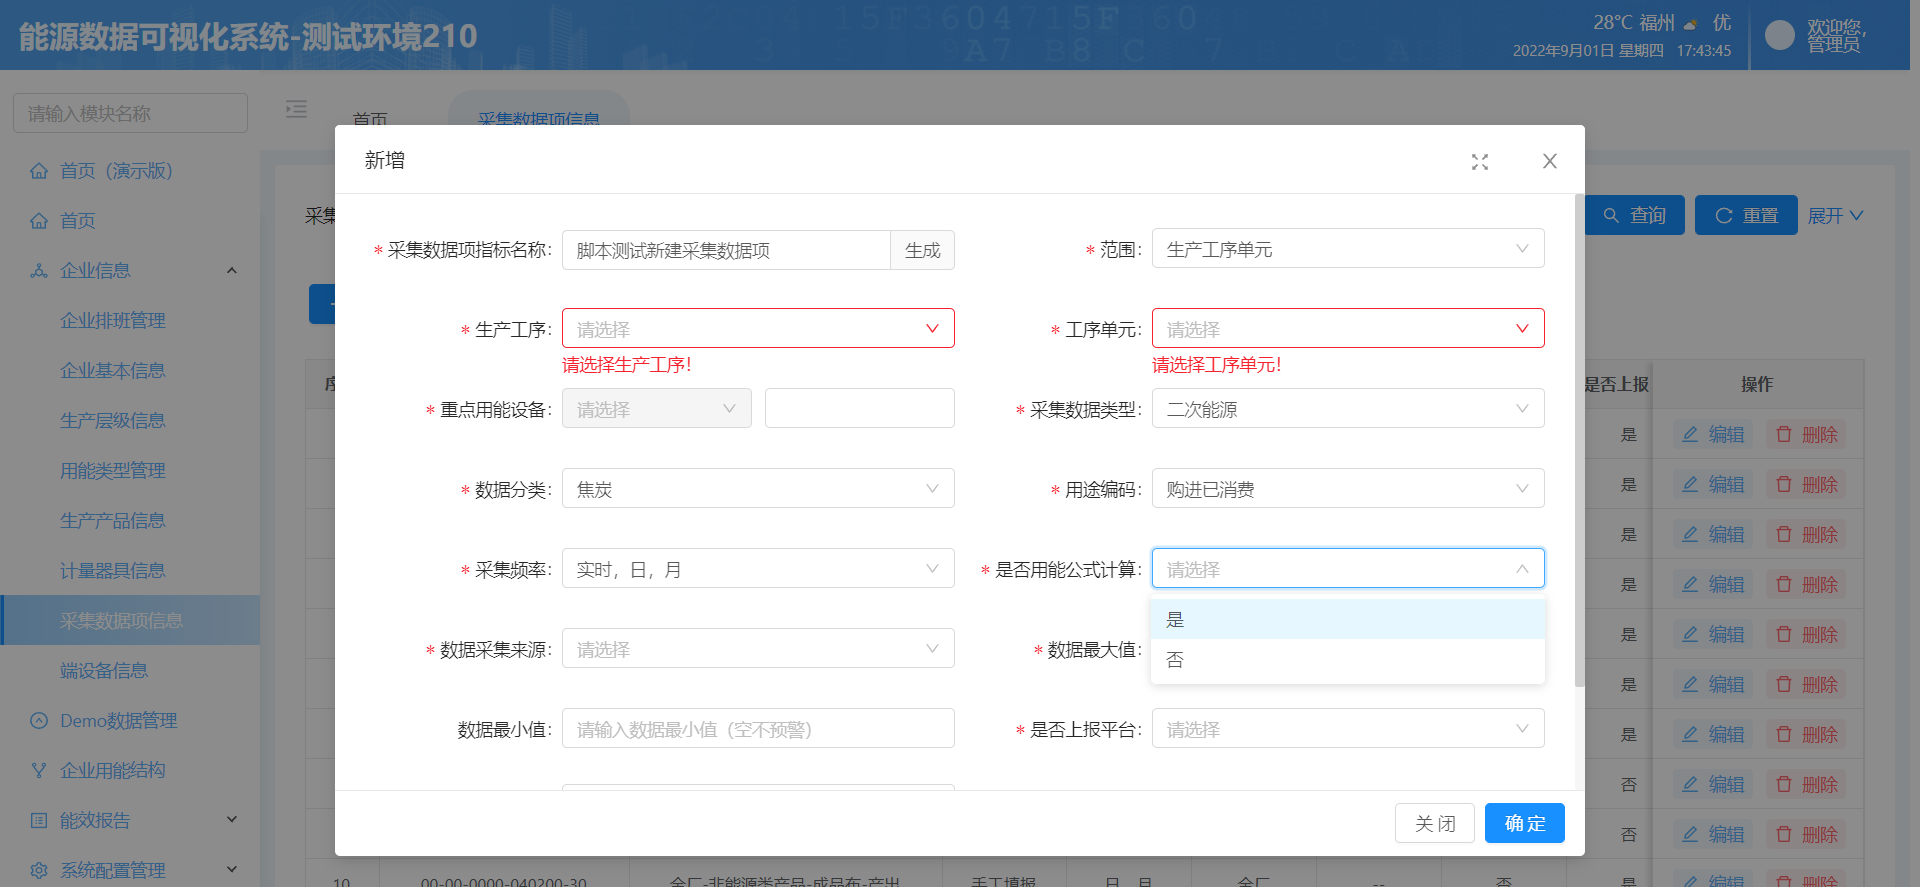 能源数据可视化系统-测试环境210
28℃ 福州 优
2022年9月01日 星期四 17:43:45
欢迎您,
管理员
请输入模块名称
首页
采集数据项信息
首页（演示版）
首页
企业信息
企业排班管理
企业基本信息
生产层级信息
用能类型管理
生产产品信息
计量器具信息
采集数据项信息
端设备信息
Demo数据管理
企业用能结构
能效报告
系统配置管理
采集
查询
重置
展开
新增
* 采集数据项指标名称:
脚本测试新建采集数据项
生成
* 范围:
生产工序单元
* 生产工序:
请选择
请选择生产工序！
* 工序单元:
请选择
请选择工序单元！
* 重点用能设备:
请选择
* 采集数据类型:
二次能源
* 数据分类:
焦炭
* 用途编码:
购进已消费
* 采集频率:
实时，日，月
* 是否用能公式计算:
请选择
是
否
* 数据采集来源:
请选择
* 数据最大值:
数据最小值:
请输入数据最小值（空不预警）
* 是否上报平台:
请选择
关 闭
确 定
是否上报 操作
是 编辑 删除
是 编辑 删除
是 编辑 删除
是 编辑 删除
是 编辑 删除
是 编辑 删除
是 编辑 删除
否 编辑 删除
否 编辑 删除
10 00-00-0000-040200-30 全厂-非能源类产品-成品布-产出 手工填报 日，月 全厂 -- 否 是 编辑 删除